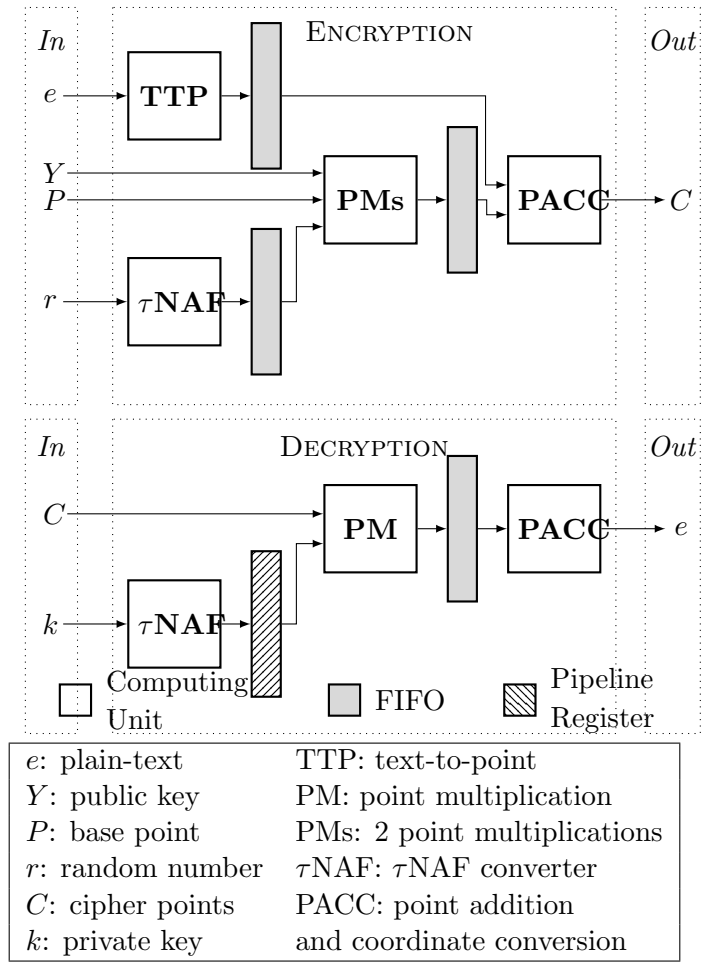 ENCRYPTION
In
Out
e
TTP
Y
P
PMs
PACC
C
r
τNAF
DECRYPTION
In
Out
C
PM
PACC
e
k
τNAF
Computing
Unit
FIFO
Pipeline
Register
e: plain-text TTP: text-to-point
Y: public key PM: point multiplication
P: base point PMs: 2 point multiplications
r: random number τNAF: τNAF converter
C: cipher points PACC: point addition
k: private key and coordinate conversion